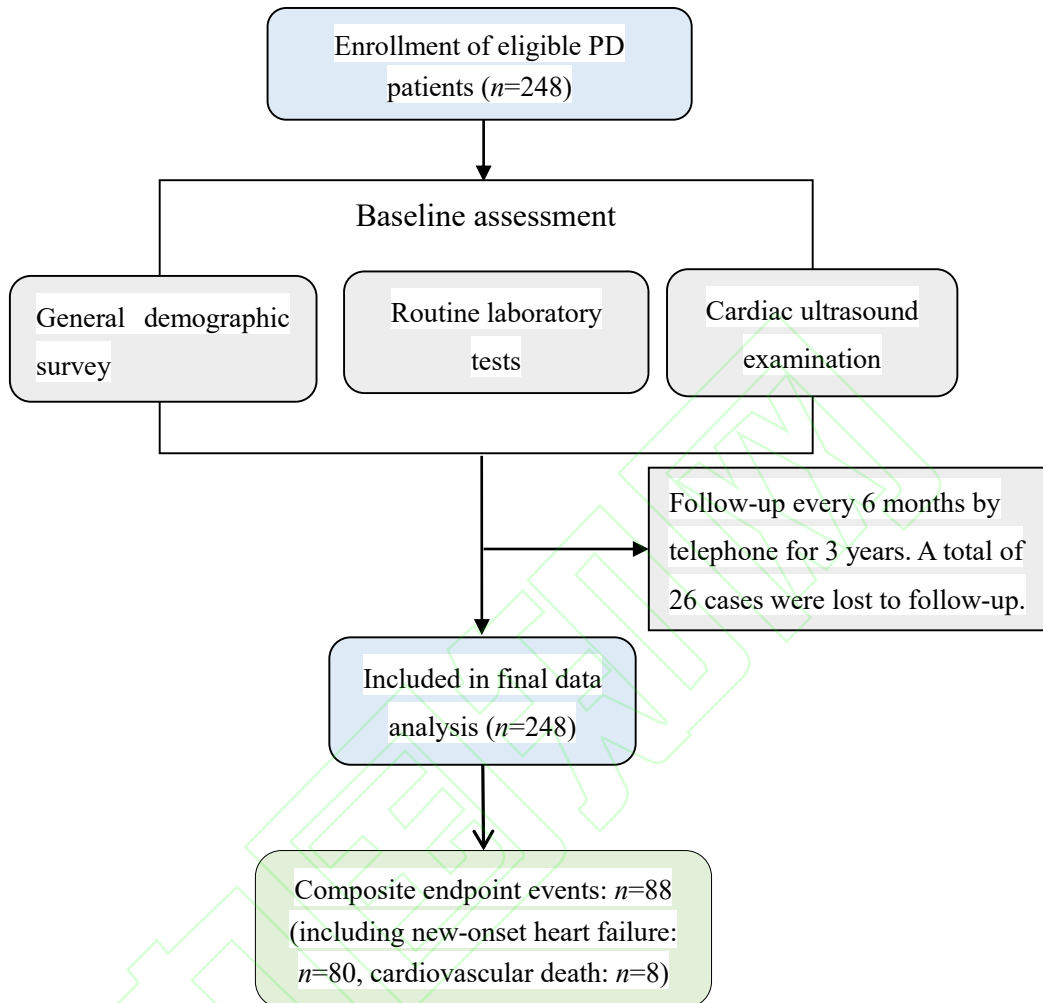 Enrollment of eligible PD
patients (n=248)
Baseline assessment
General demographic
survey
Routine laboratory
tests
Cardiac ultrasound
examination
Follow-up every 6 months by
telephone for 3 years. A total of
26 cases were lost to follow-up.
Included in final data
analysis (n=248)
Composite endpoint events: n=88
(including new-onset heart failure:
n=80, cardiovascular death: n=8)